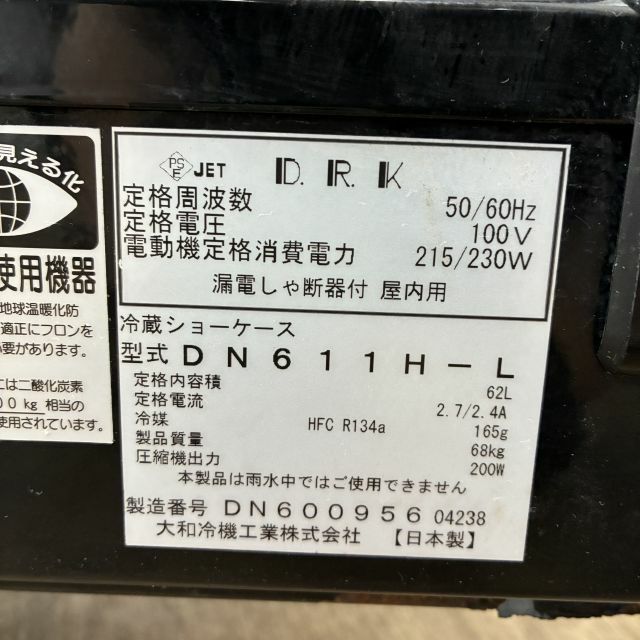 見える化
使用機器
地球温暖化防
適正にフロンを
必要があります。
には二酸化炭素
00kg 相当の
使用されています。
PS E JET D.R.K
定格周波数 50/60Hz
定格電圧 100V
電動機定格消費電力 215/230W
漏電しゃ断器付 屋内用
冷蔵ショーケース
型式 DN611H-L
定格内容積 62L
定格電流 2.7/2.4A
冷媒 HFC R134a 165g
製品質量 68kg
圧縮機出力 200W
本製品は雨水中ではご使用できません
製造番号 DN600956 04238
大和冷機工業株式会社 【日本製】